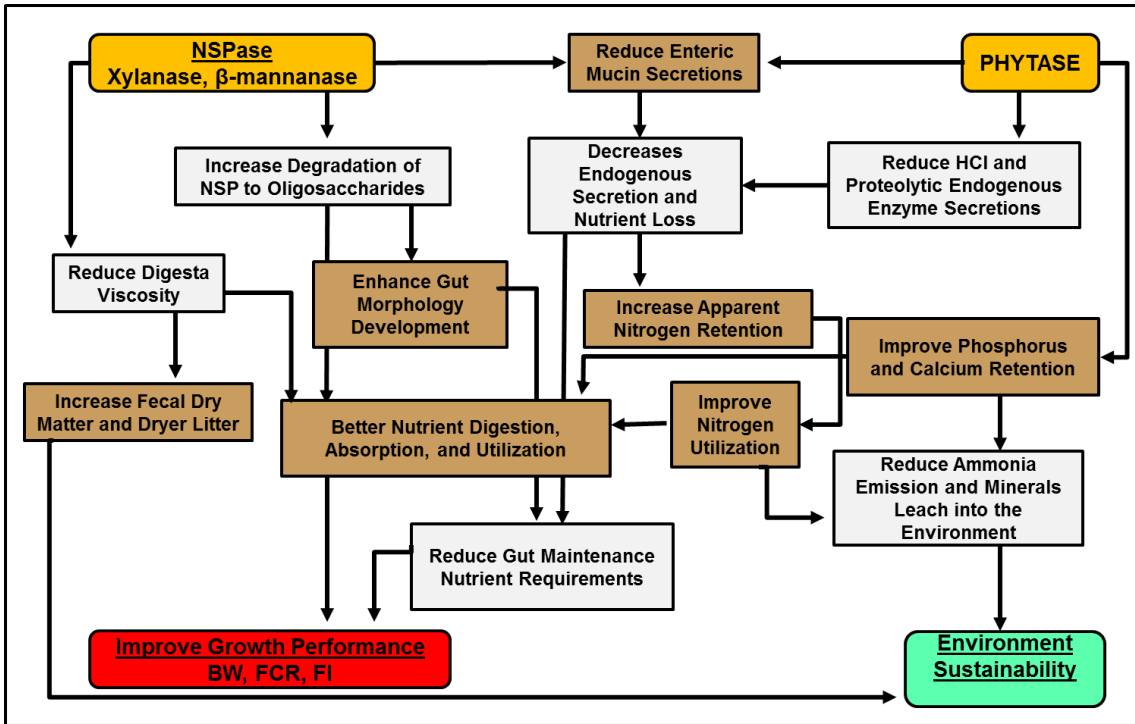 NSPase
Xylanase, β-mannanase
Reduce Enteric
Mucin Secretions
PHYTASE
Increase Degradation of
NSP to Oligosaccharides
Decreases
Endogenous
Secretion and
Nutrient Loss
Reduce HCl and
Proteolytic Endogenous
Enzyme Secretions
Reduce Digesta
Viscosity
Enhance Gut
Morphology
Development
Increase Apparent
Nitrogen Retention
Improve Phosphorus
and Calcium Retention
Increase Fecal Dry
Matter and Dryer Litter
Better Nutrient Digestion,
Absorption, and Utilization
Improve
Nitrogen
Utilization
Reduce Ammonia
Emission and Minerals
Leach into the
Environment
Reduce Gut Maintenance
Nutrient Requirements
Improve Growth Performance
BW, FCR, FI
Environment
Sustainability